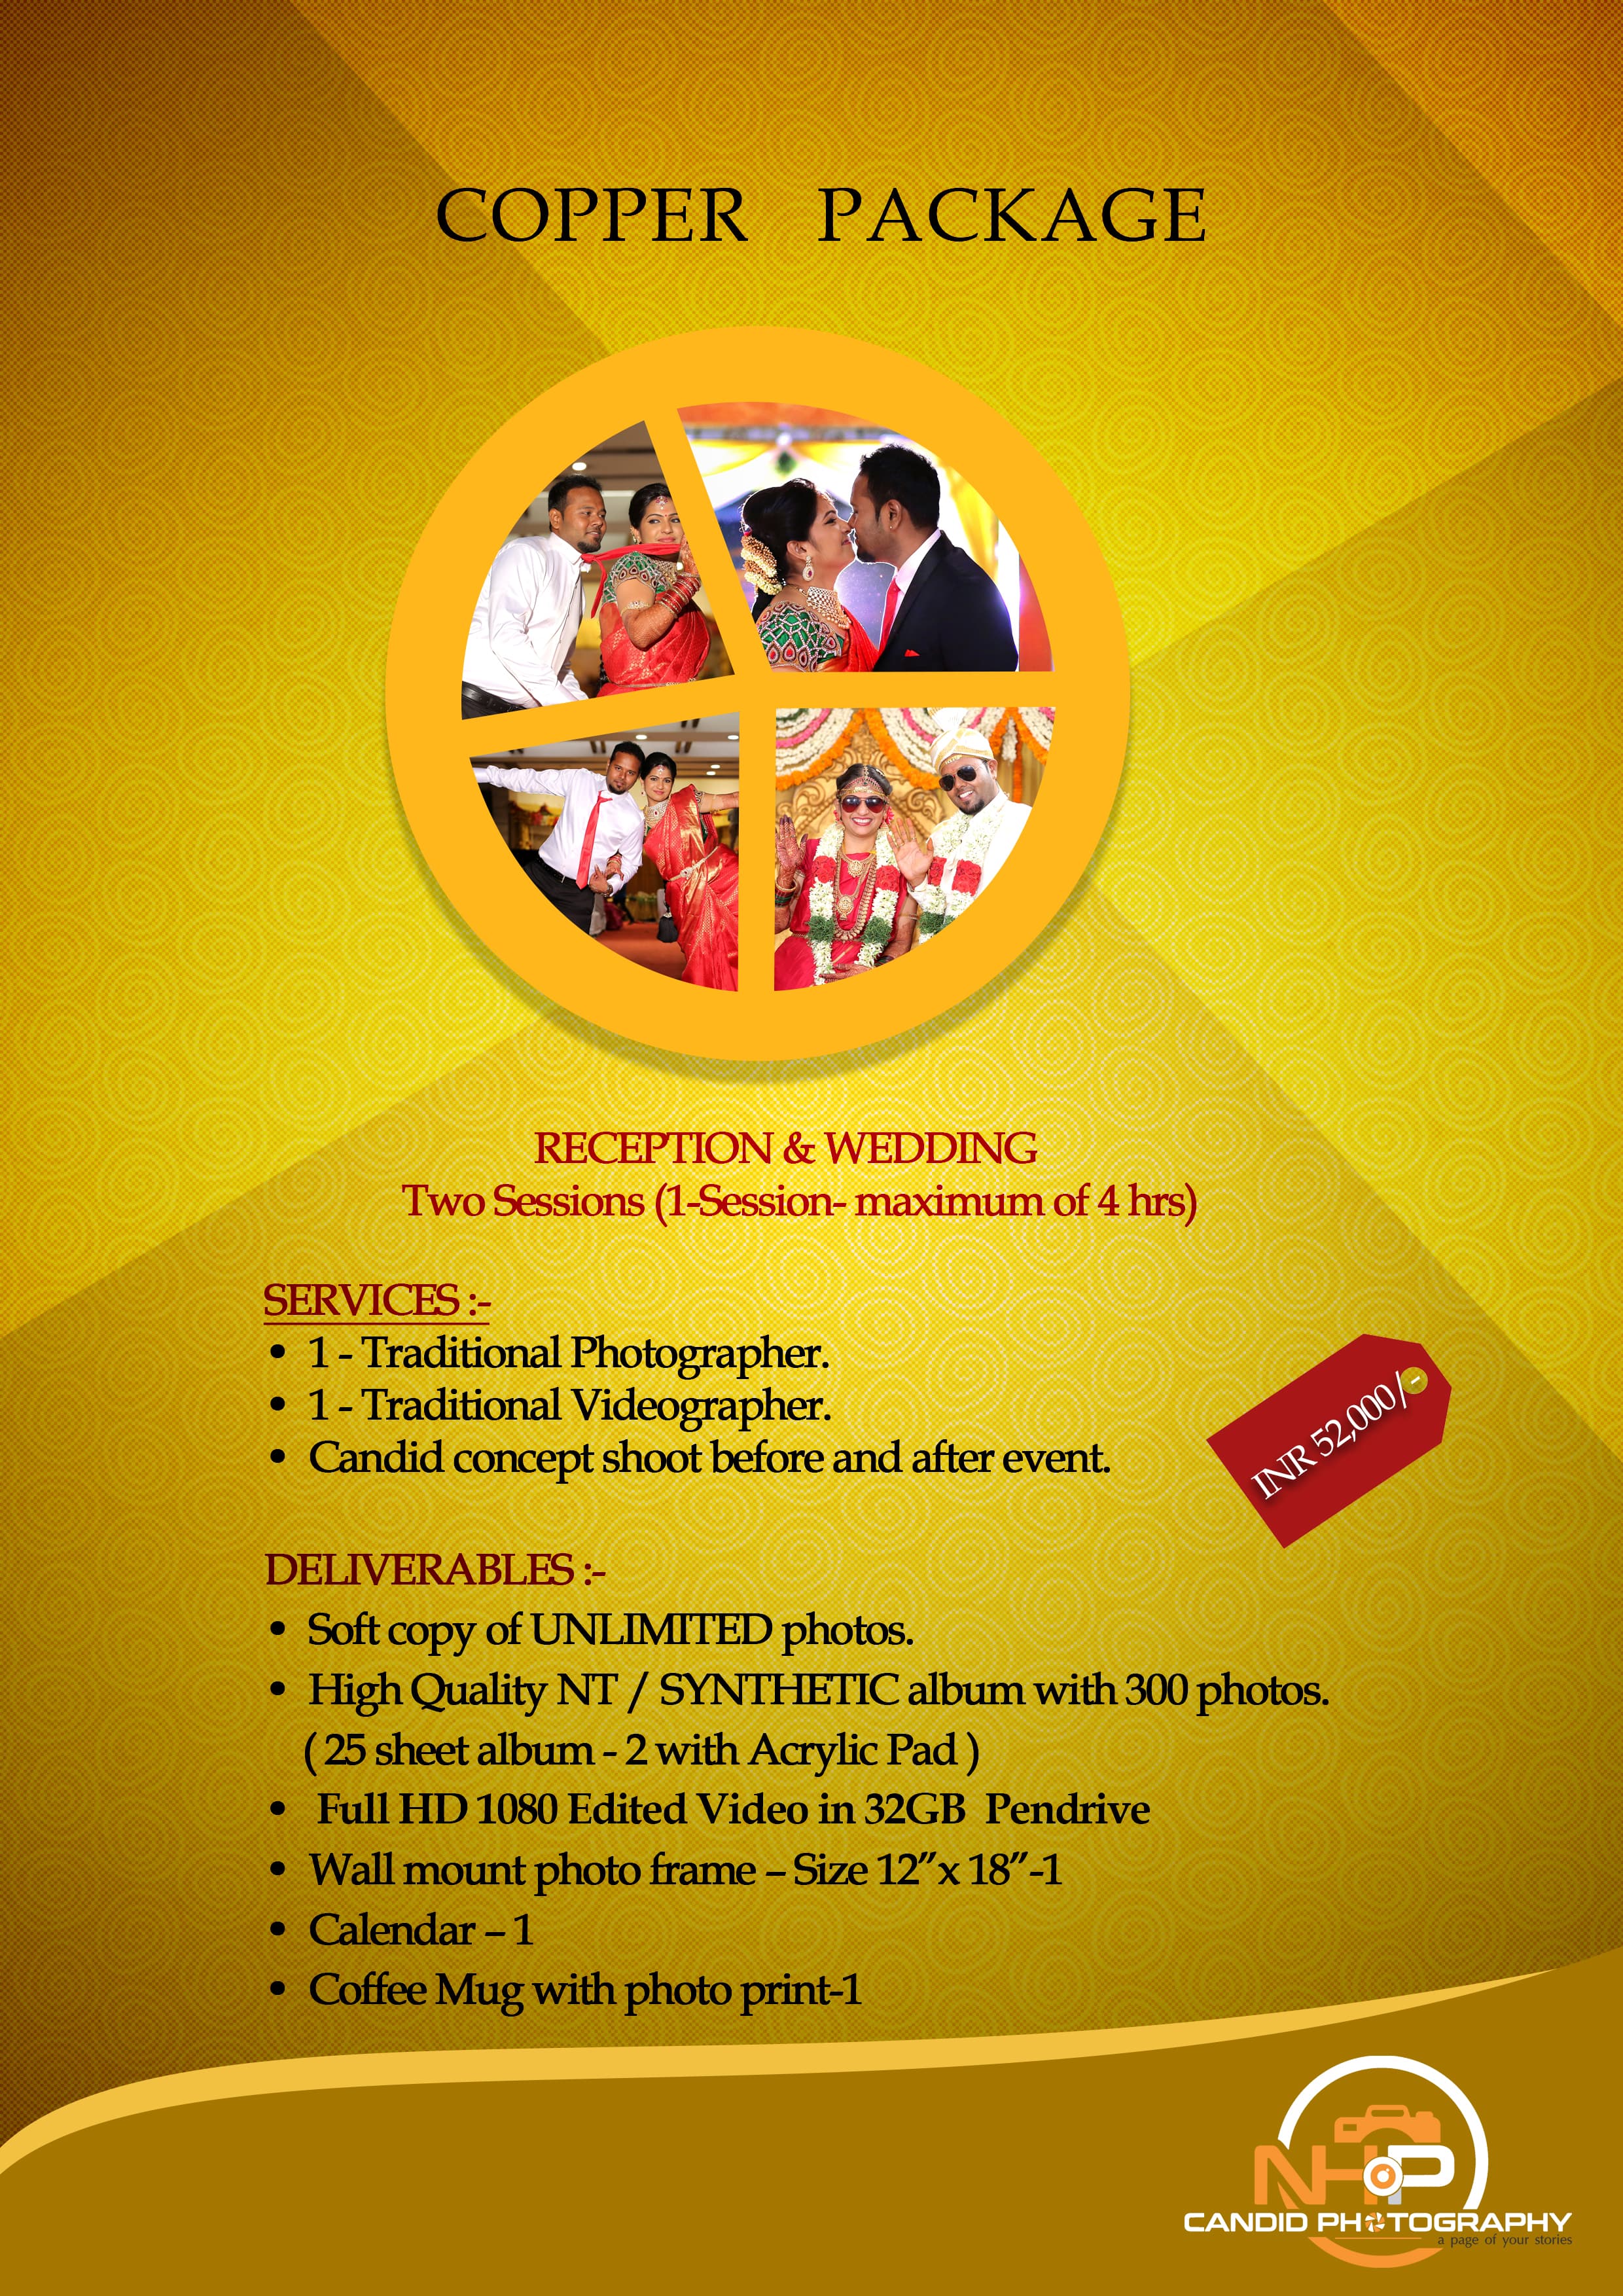 COPPER PACKAGE
RECEPTION & WEDDING
Two Sessions (1-Session- maximum of 4 hrs)
SERVICES :-
• 1 - Traditional Photographer.
• 1 - Traditional Videographer.
• Candid concept shoot before and after event.
INR 52,000/-
DELIVERABLES :-
• Soft copy of UNLIMITED photos.
• High Quality NT / SYNTHETIC album with 300 photos.
( 25 sheet album - 2 with Acrylic Pad )
• Full HD 1080 Edited Video in 32GB Pendrive
• Wall mount photo frame – Size 12”x 18”-1
• Calendar – 1
• Coffee Mug with photo print-1
NHP
CANDID PHOTOGRAPHY
a page of your stories